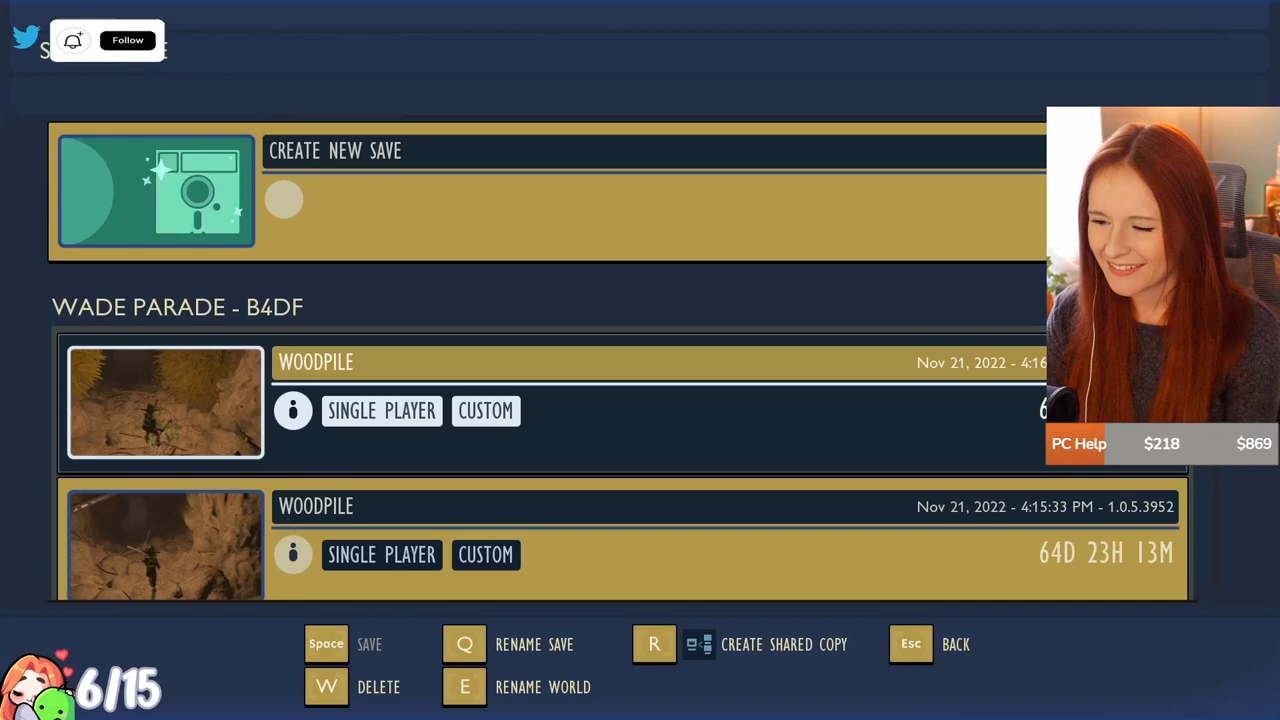 Follow
CREATE NEW SAVE
WADE PARADE - B4DF
WOODPILE
Nov 21, 2022 - 4:16
SINGLE PLAYER CUSTOM
6
PC Help $218 $869
WOODPILE
Nov 21, 2022 - 4:15:33 PM - 1.0.5.3952
SINGLE PLAYER CUSTOM
64D 23H 13M
Space SAVE
Q RENAME SAVE
R CREATE SHARED COPY
Esc BACK
W DELETE
E RENAME WORLD
6/15